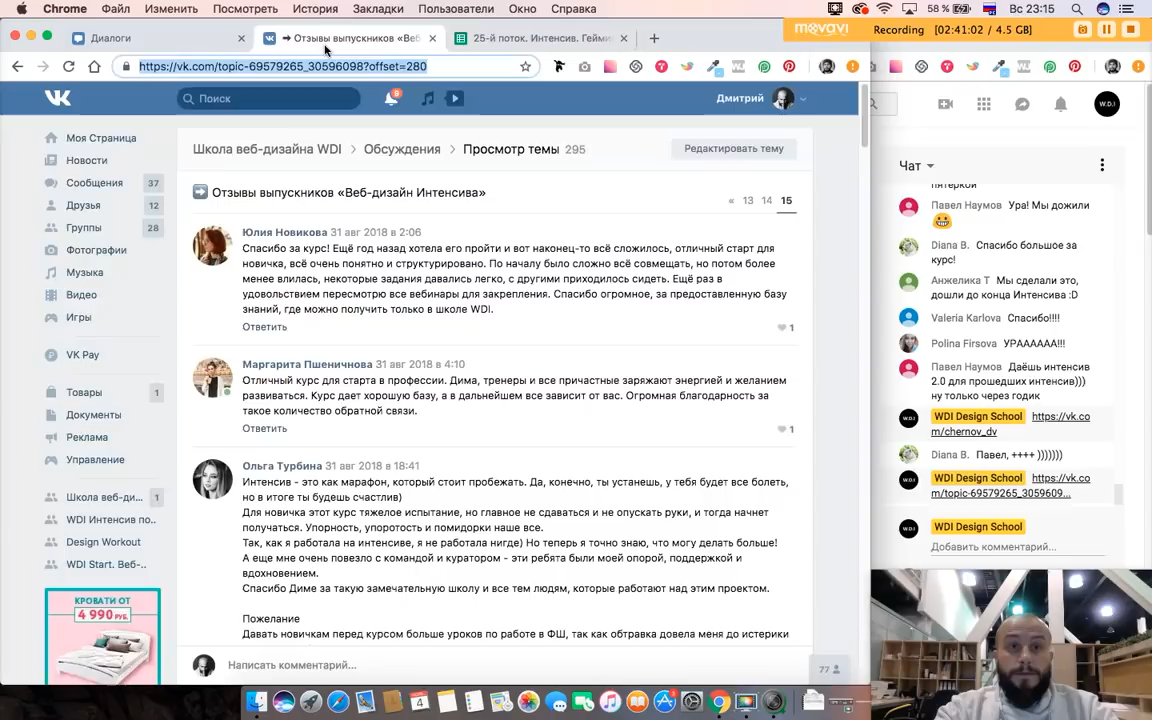 Chrome Файл Изменить Посмотреть История Закладки Пользователи Окно Справка
58 % Вс 23:15
movavi Recording 02:41:02 / 4.5 GB
Диалоги
Отзывы выпускников «Веб
25-й поток. Интенсив. Гейми
https://vk.com/topic-69579265_30596098?offset=280
Поиск
9
Дмитрий
W.D.I
Моя Страница
Новости
Сообщения 37
Друзья 12
Группы 28
Фотографии
Музыка
Видео
Игры
VK Pay
Товары 1
Документы
Реклама
Управление
Школа веб-ди... 1
WDI Интенсив по..
Design Workout
WDI Start. Веб-..
КРОВАТИ ОТ
4 990 РУБ.
Школа веб-дизайна WDI > Обсуждения > Просмотр темы 295
Редактировать тему
Отзывы выпускников «Веб-дизайн Интенсива»
« 13 14 15
Юлия Новикова 31 авг 2018 в 2:06
Спасибо за курс! Ещё год назад хотела его пройти и вот наконец-то всё сложилось, отличный старт для
новичка, всё очень понятно и структурировано. По началу было сложно всё совмещать, но потом более
менее влилась, некоторые задания давались легко, с другими приходилось сидеть. Ещё раз в
удовольствием пересмотрю все вебинары для закрепления. Спасибо огромное, за предоставленную базу
знаний, где можно получить только в школе WDI.
Ответить
1
Маргарита Пшеничнова 31 авг 2018 в 4:10
Отличный курс для старта в профессии. Дима, тренеры и все причастные заряжают энергией и желанием
развиваться. Курс дает хорошую базу, а в дальнейшем все зависит от вас. Огромная благодарность за
такое количество обратной связи.
Ответить
1
Ольга Турбина 31 авг 2018 в 18:41
Интенсив - это как марафон, который стоит пробежать. Да, конечно, ты устанешь, у тебя будет все болеть,
но в итоге ты будешь счастлив)
Для новичка этот курс тяжелое испытание, но главное не сдаваться и не опускать руки, и тогда начнет
получаться. Упорность, упоротость и помидорки наше все.
Так, как я работала на интенсиве, я не работала нигде) Но теперь я точно знаю, что могу делать больше!
А еще мне очень повезло с командой и куратором - эти ребята были моей опорой, поддержкой и
вдохновением.
Спасибо Диме за такую замечательную школу и все тем людям, которые работают над этим проектом.
Пожелание
Давать новичкам перед курсом больше уроков по работе в ФШ, так как обтравка довела меня до истерики
Написать комментарий...
77
Чат
пятеркой
Павел Наумов Ура! Мы дожили
Diana B. Спасибо большое за
курс!
Анжелика Т Мы сделали это,
дошли до конца Интенсива :D
Valeria Karlova Спасибо!!!!
Polina Firsova УРАААААА!!!
Павел Наумов Даёшь интенсив
2.0 для прошедших интенсив)))
ну только через годик
WDI Design School https://vk.co
m/chernov_dv
Diana B. Павел, ++++ )))))))
WDI Design School https://vk.co
m/topic-69579265_3059609...
WDI Design School
Добавить комментарий...